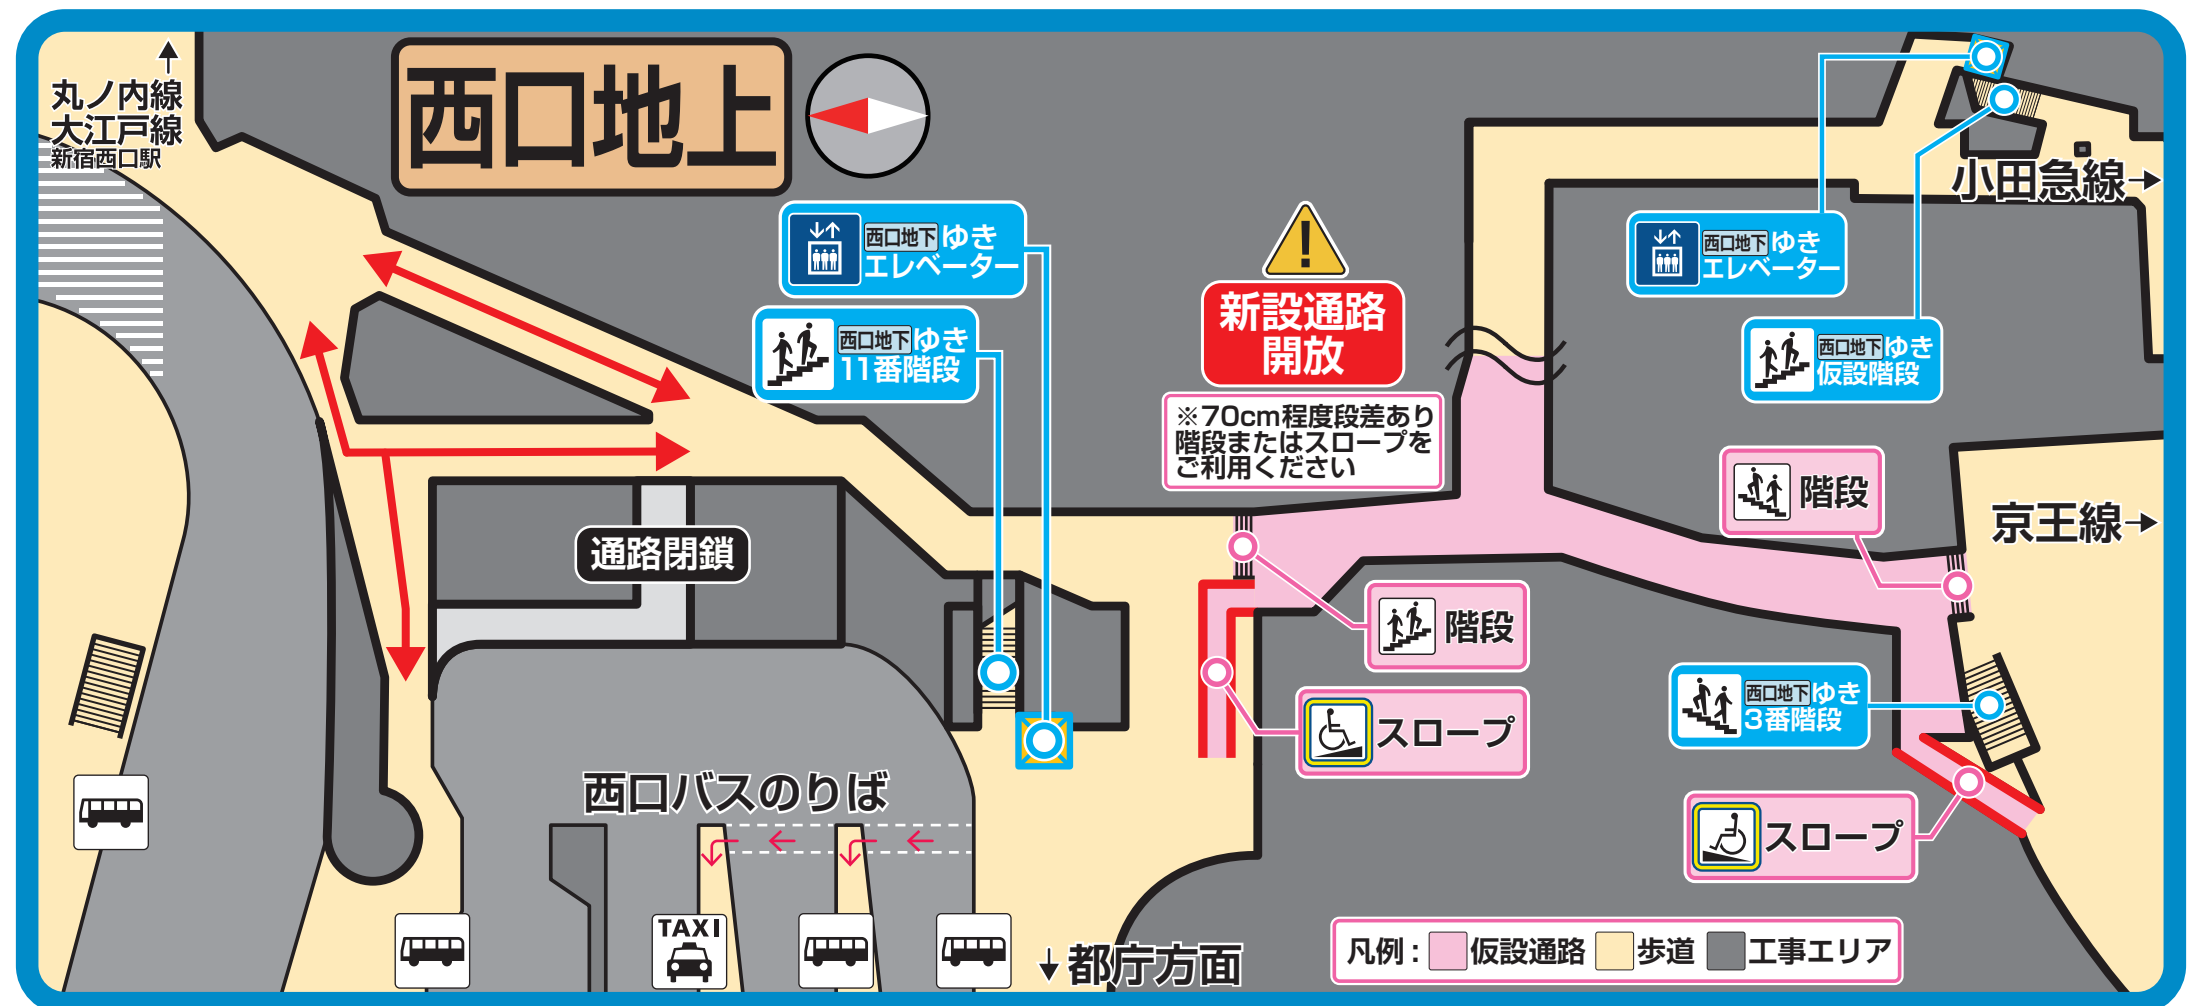 丸ノ内線
大江戸線
新宿西口駅
西口地上
西口地下 ゆき
エレベーター
西口地下 ゆき
11番階段
新設通路
開放
※70cm程度段差あり
階段またはスロープを
ご利用ください
西口地下 ゆき
エレベーター
西口地下 ゆき
仮設階段
小田急線→
階段
京王線→
通路閉鎖
階段
スロープ
西口地下 ゆき
3番階段
スロープ
西口バスのりば
TAXI
↓都庁方面
凡例: 仮設通路 歩道 工事エリア